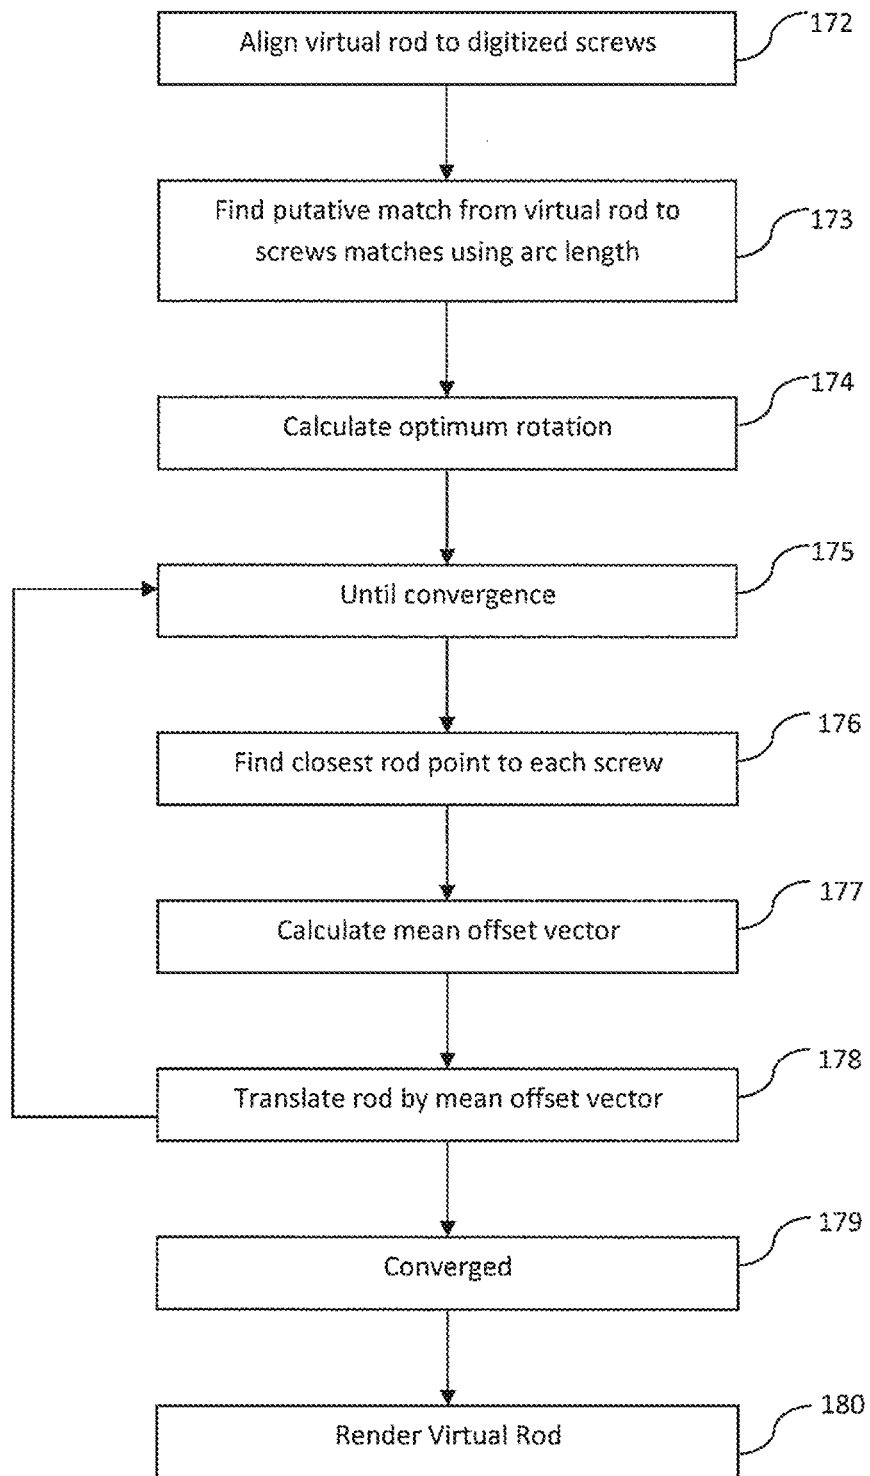 Align virtual rod to digitized screws
172
Find putative match from virtual rod to
screws matches using arc length
173
Calculate optimum rotation
174
Until convergence
175
Find closest rod point to each screw
176
Calculate mean offset vector
177
Translate rod by mean offset vector
178
Converged
179
Render Virtual Rod
180